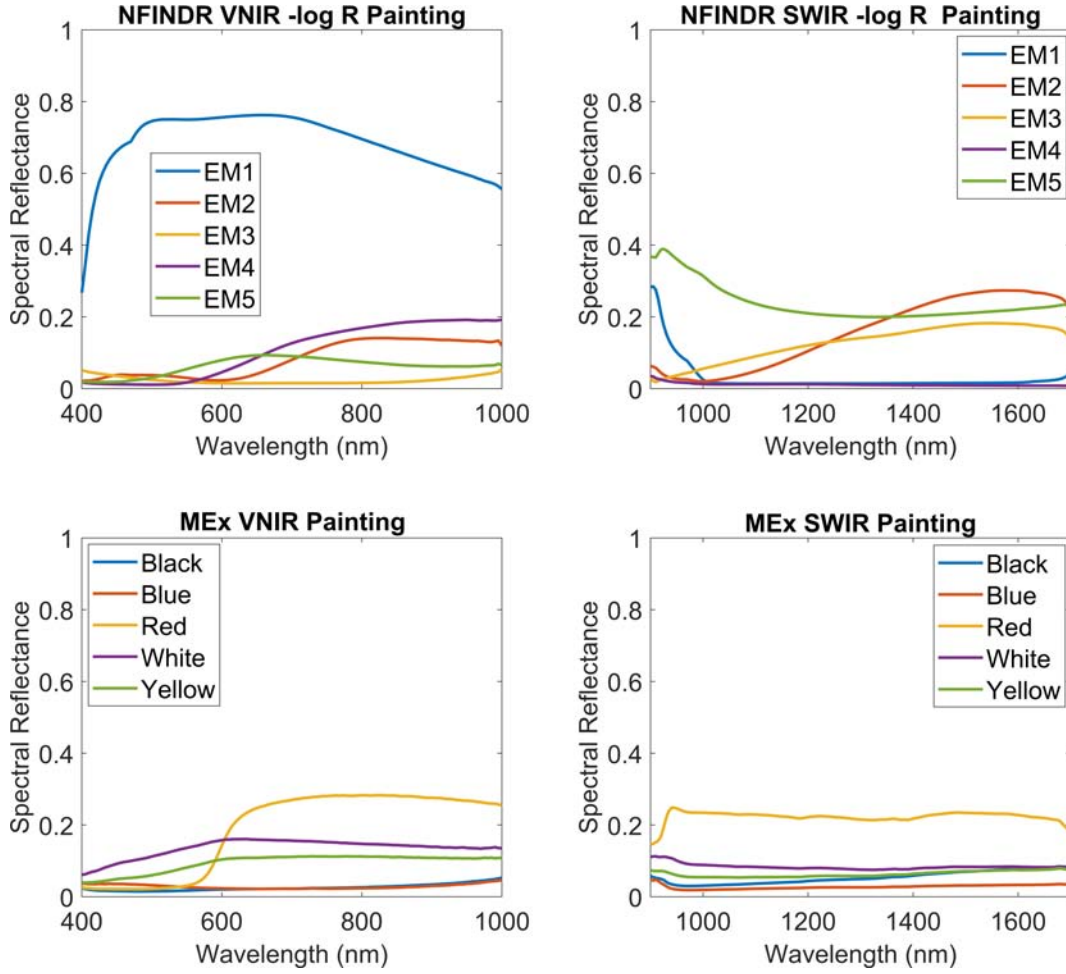 NFINDR VNIR -log R Painting
1
0.8
0.6
0.4
0.2
0
400
600
800
1000
Spectral Reflectance
Wavelength (nm)
EM1
EM2
EM3
EM4
EM5
NFINDR SWIR -log R Painting
1
0.8
0.6
0.4
0.2
0
1000
1200
1400
1600
Spectral Reflectance
Wavelength (nm)
EM1
EM2
EM3
EM4
EM5
MEx VNIR Painting
1
0.8
0.6
0.4
0.2
0
400
600
800
1000
Spectral Reflectance
Wavelength (nm)
Black
Blue
Red
White
Yellow
MEx SWIR Painting
1
0.8
0.6
0.4
0.2
0
1000
1200
1400
1600
Spectral Reflectance
Wavelength (nm)
Black
Blue
Red
White
Yellow